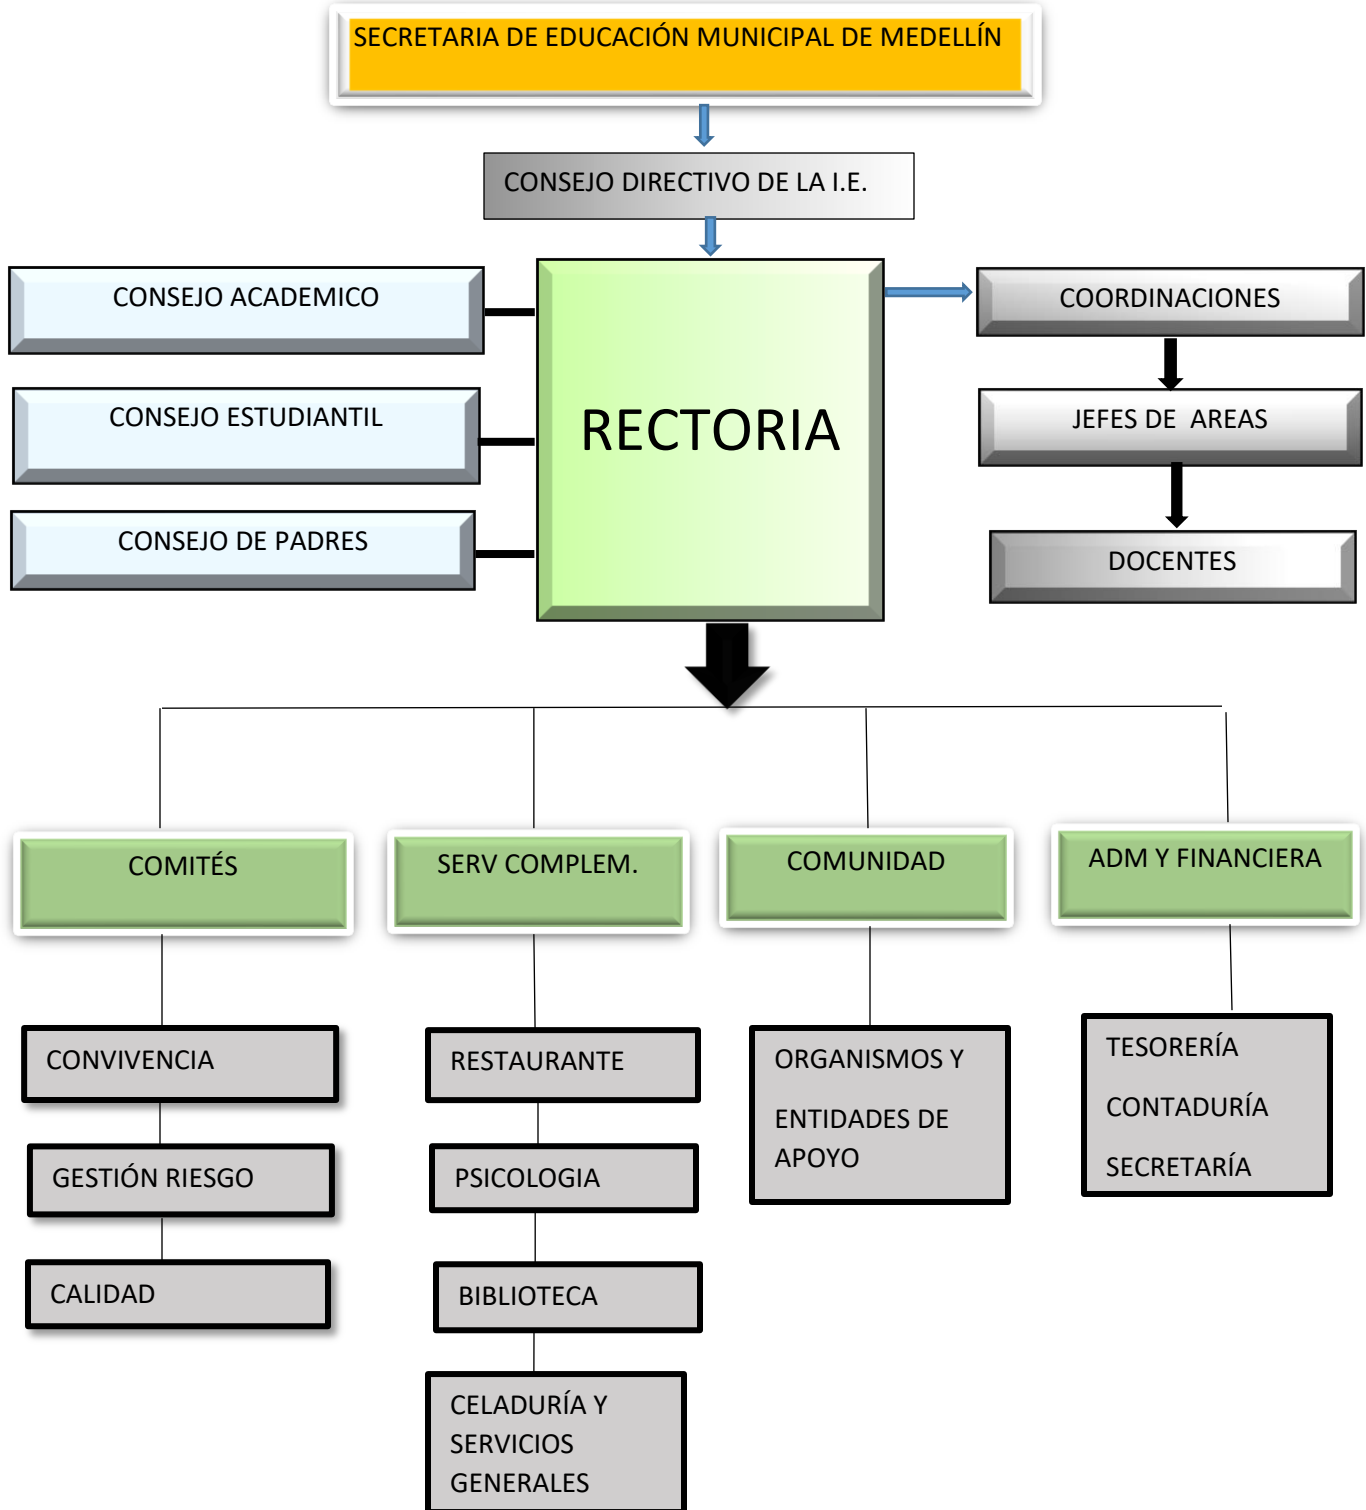 SECRETARIA DE EDUCACIÓN MUNICIPAL DE MEDELLÍN
CONSEJO DIRECTIVO DE LA I.E.
CONSEJO ACADEMICO
CONSEJO ESTUDIANTIL
CONSEJO DE PADRES
RECTORIA
COORDINACIONES
JEFES DE AREAS
DOCENTES
COMITÉS
CONVIVENCIA
GESTIÓN RIESGO
CALIDAD
SERV COMPLEM.
RESTAURANTE
PSICOLOGIA
BIBLIOTECA
CELADURÍA Y
SERVICIOS
GENERALES
COMUNIDAD
ORGANISMOS Y
ENTIDADES DE
APOYO
ADM Y FINANCIERA
TESORERÍA
CONTADURÍA
SECRETARÍA